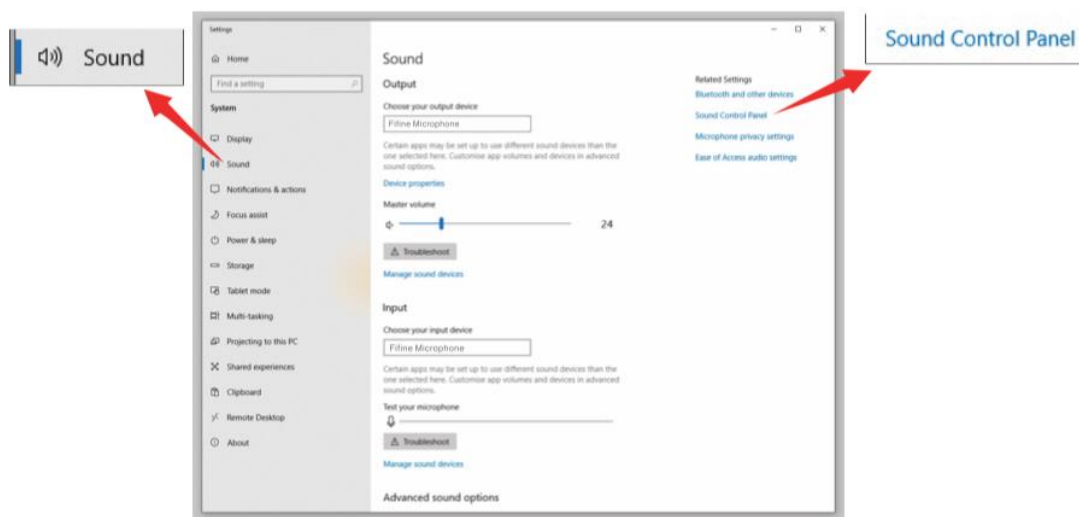 Sound
Sound Control Panel
Settings
Home
Find a setting
System
Display
Sound
Notifications & actions
Focus assist
Power & sleep
Storage
Tablet mode
Multi-tasking
Projecting to this PC
Shared experiences
Clipboard
Remote Desktop
About
Sound
Output
Choose your output device
Fifine Microphone
Certain apps may be set up to use different sound devices than the
one selected here. Customise app volumes and devices in advanced
sound options.
Device properties
Master volume
24
Troubleshoot
Manage sound devices
Input
Choose your input device
Fifine Microphone
Certain apps may be set up to use different sound devices than the
one selected here. Customise app volumes and devices in advanced
sound options.
Test your microphone
Troubleshoot
Manage sound devices
Advanced sound options
Related Settings
Bluetooth and other devices
Sound Control Panel
Microphone privacy settings
Ease of Access audio settings